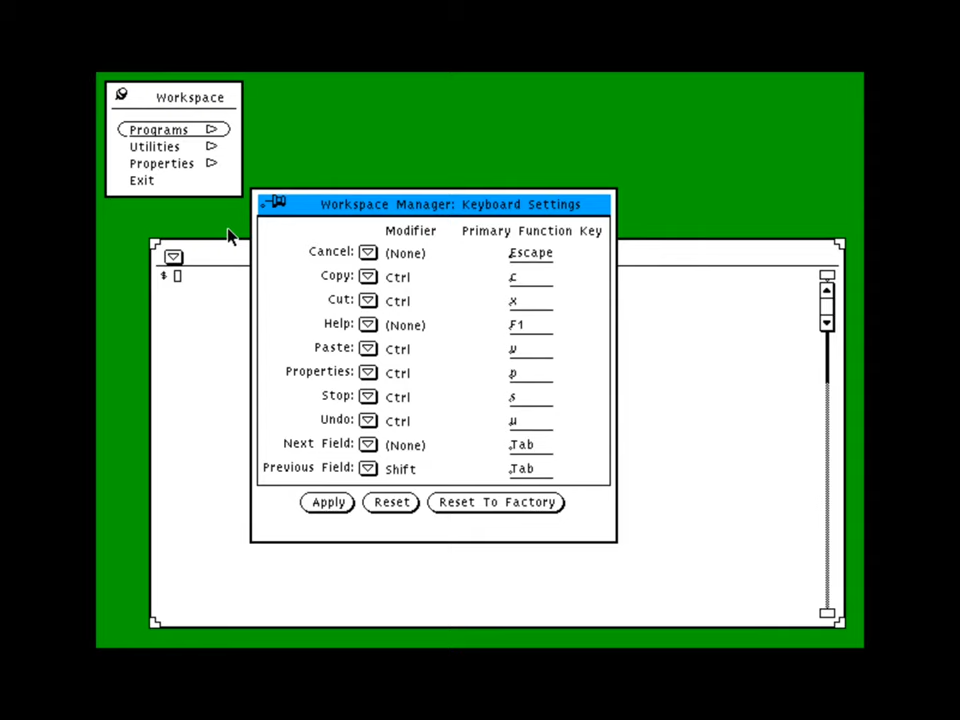 Workspace
Programs
Utilities
Properties
Exit
Workspace Manager: Keyboard Settings
Modifier Primary Function Key
Cancel: (None) Escape
Copy: Ctrl c
Cut: Ctrl x
Help: (None) F1
Paste: Ctrl v
Properties: Ctrl p
Stop: Ctrl s
Undo: Ctrl u
Next Field: (None) Tab
Previous Field: Shift Tab
Apply Reset Reset To Factory
$